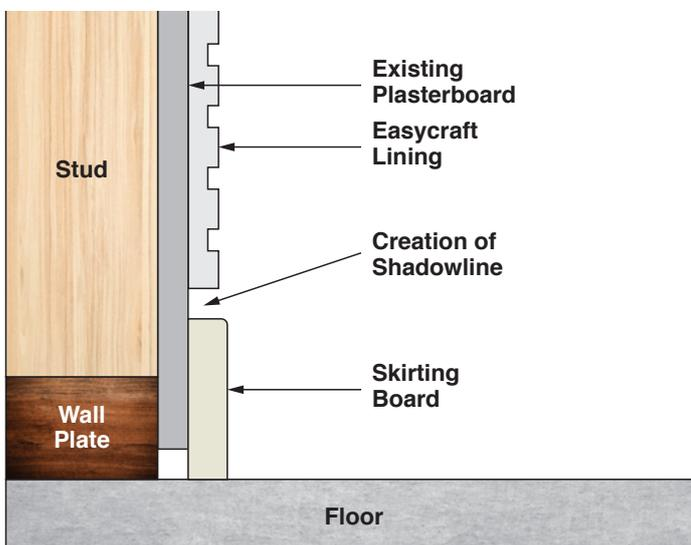 Existing
Plasterboard
Easycraft
Lining
Stud
Creation of
Shadowline
Skirting
Board
Wall
Plate
Floor